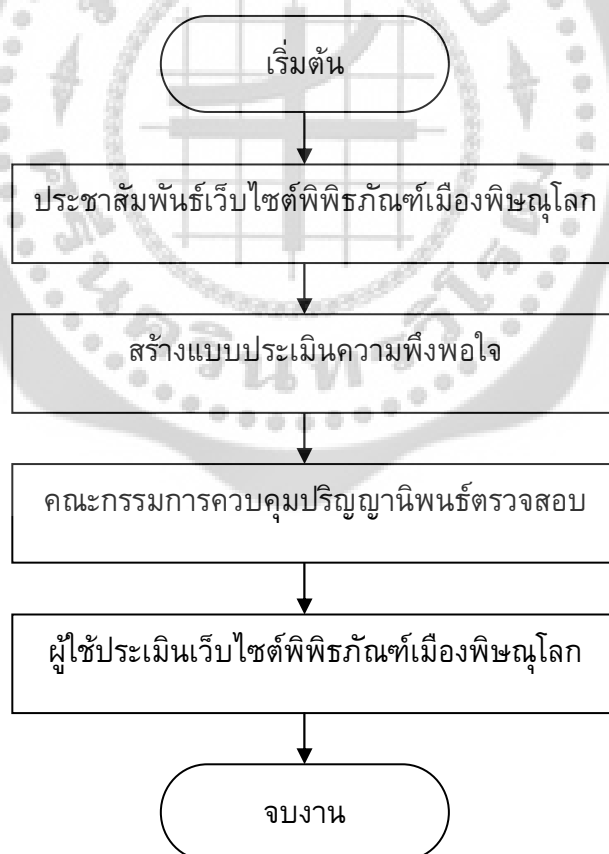 เริ่มต้น
ประชาสัมพันธ์เว็บไซต์พิพิธภัณฑ์เมืองพิษณุโลก
สร้างแบบประเมินความพึงพอใจ
คณะกรรมการควบคุมปริญญานิพนธ์ตรวจสอบ
ผู้ใช้ประเมินเว็บไซต์พิพิธภัณฑ์เมืองพิษณุโลก
จบงาน